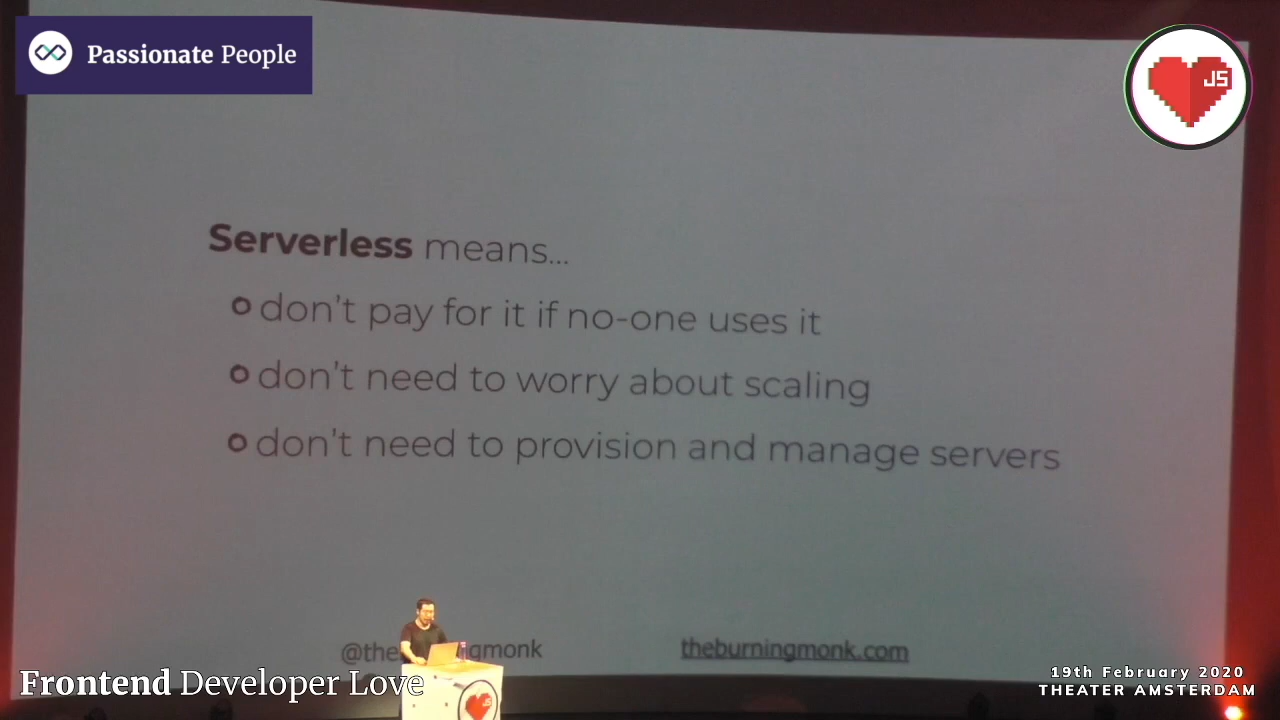 Passionate People
JS
Serverless means...
don't pay for it if no-one uses it
don't need to worry about scaling
don't need to provision and manage servers
@the gmonk
theburningmonk.com
Frontend Developer Love
JS
19th February 2020
THEATER AMSTERDAM